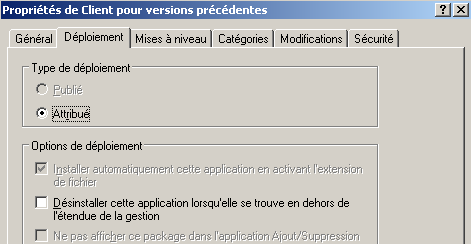 Propriétés de Client pour versions précédentes
Général Déploiement Mises à niveau Catégories Modifications Sécurité
Type de déploiement
Publié
Attribué
Options de déploiement
Installer automatiquement cette application en activant l'extension
de fichier
Désinstaller cette application lorsqu'elle se trouve en dehors de
l'étendue de la gestion
Ne pas afficher ce package dans l'application Ajout/Suppression